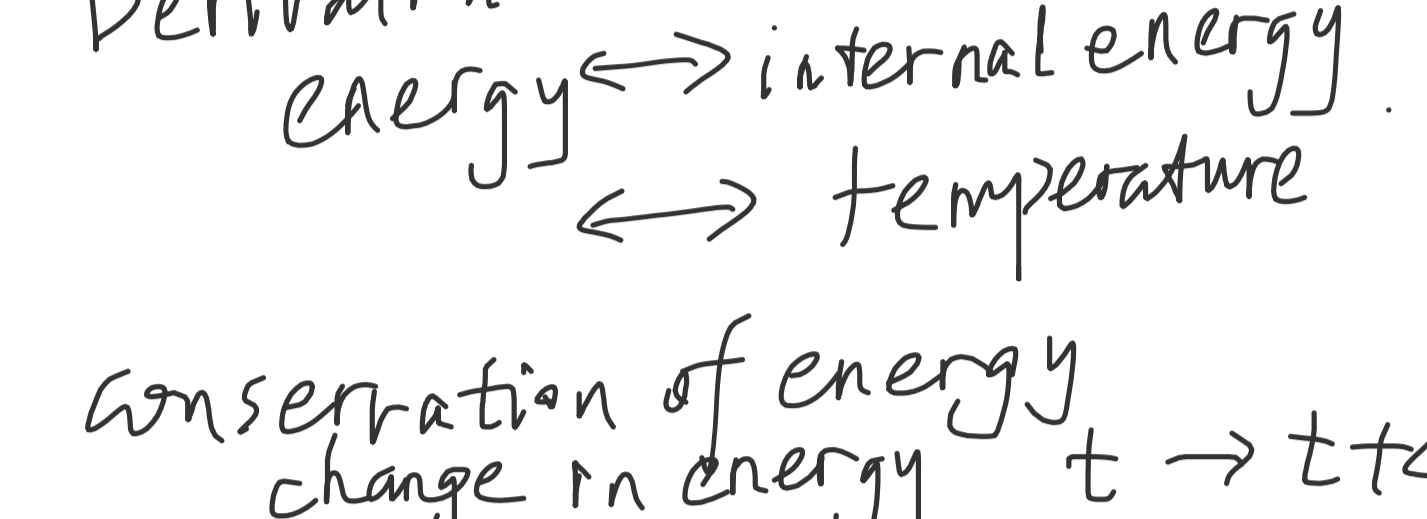 energy ↔ internal energy.
↔ temperature
conservation of energy
change in energy t → t +